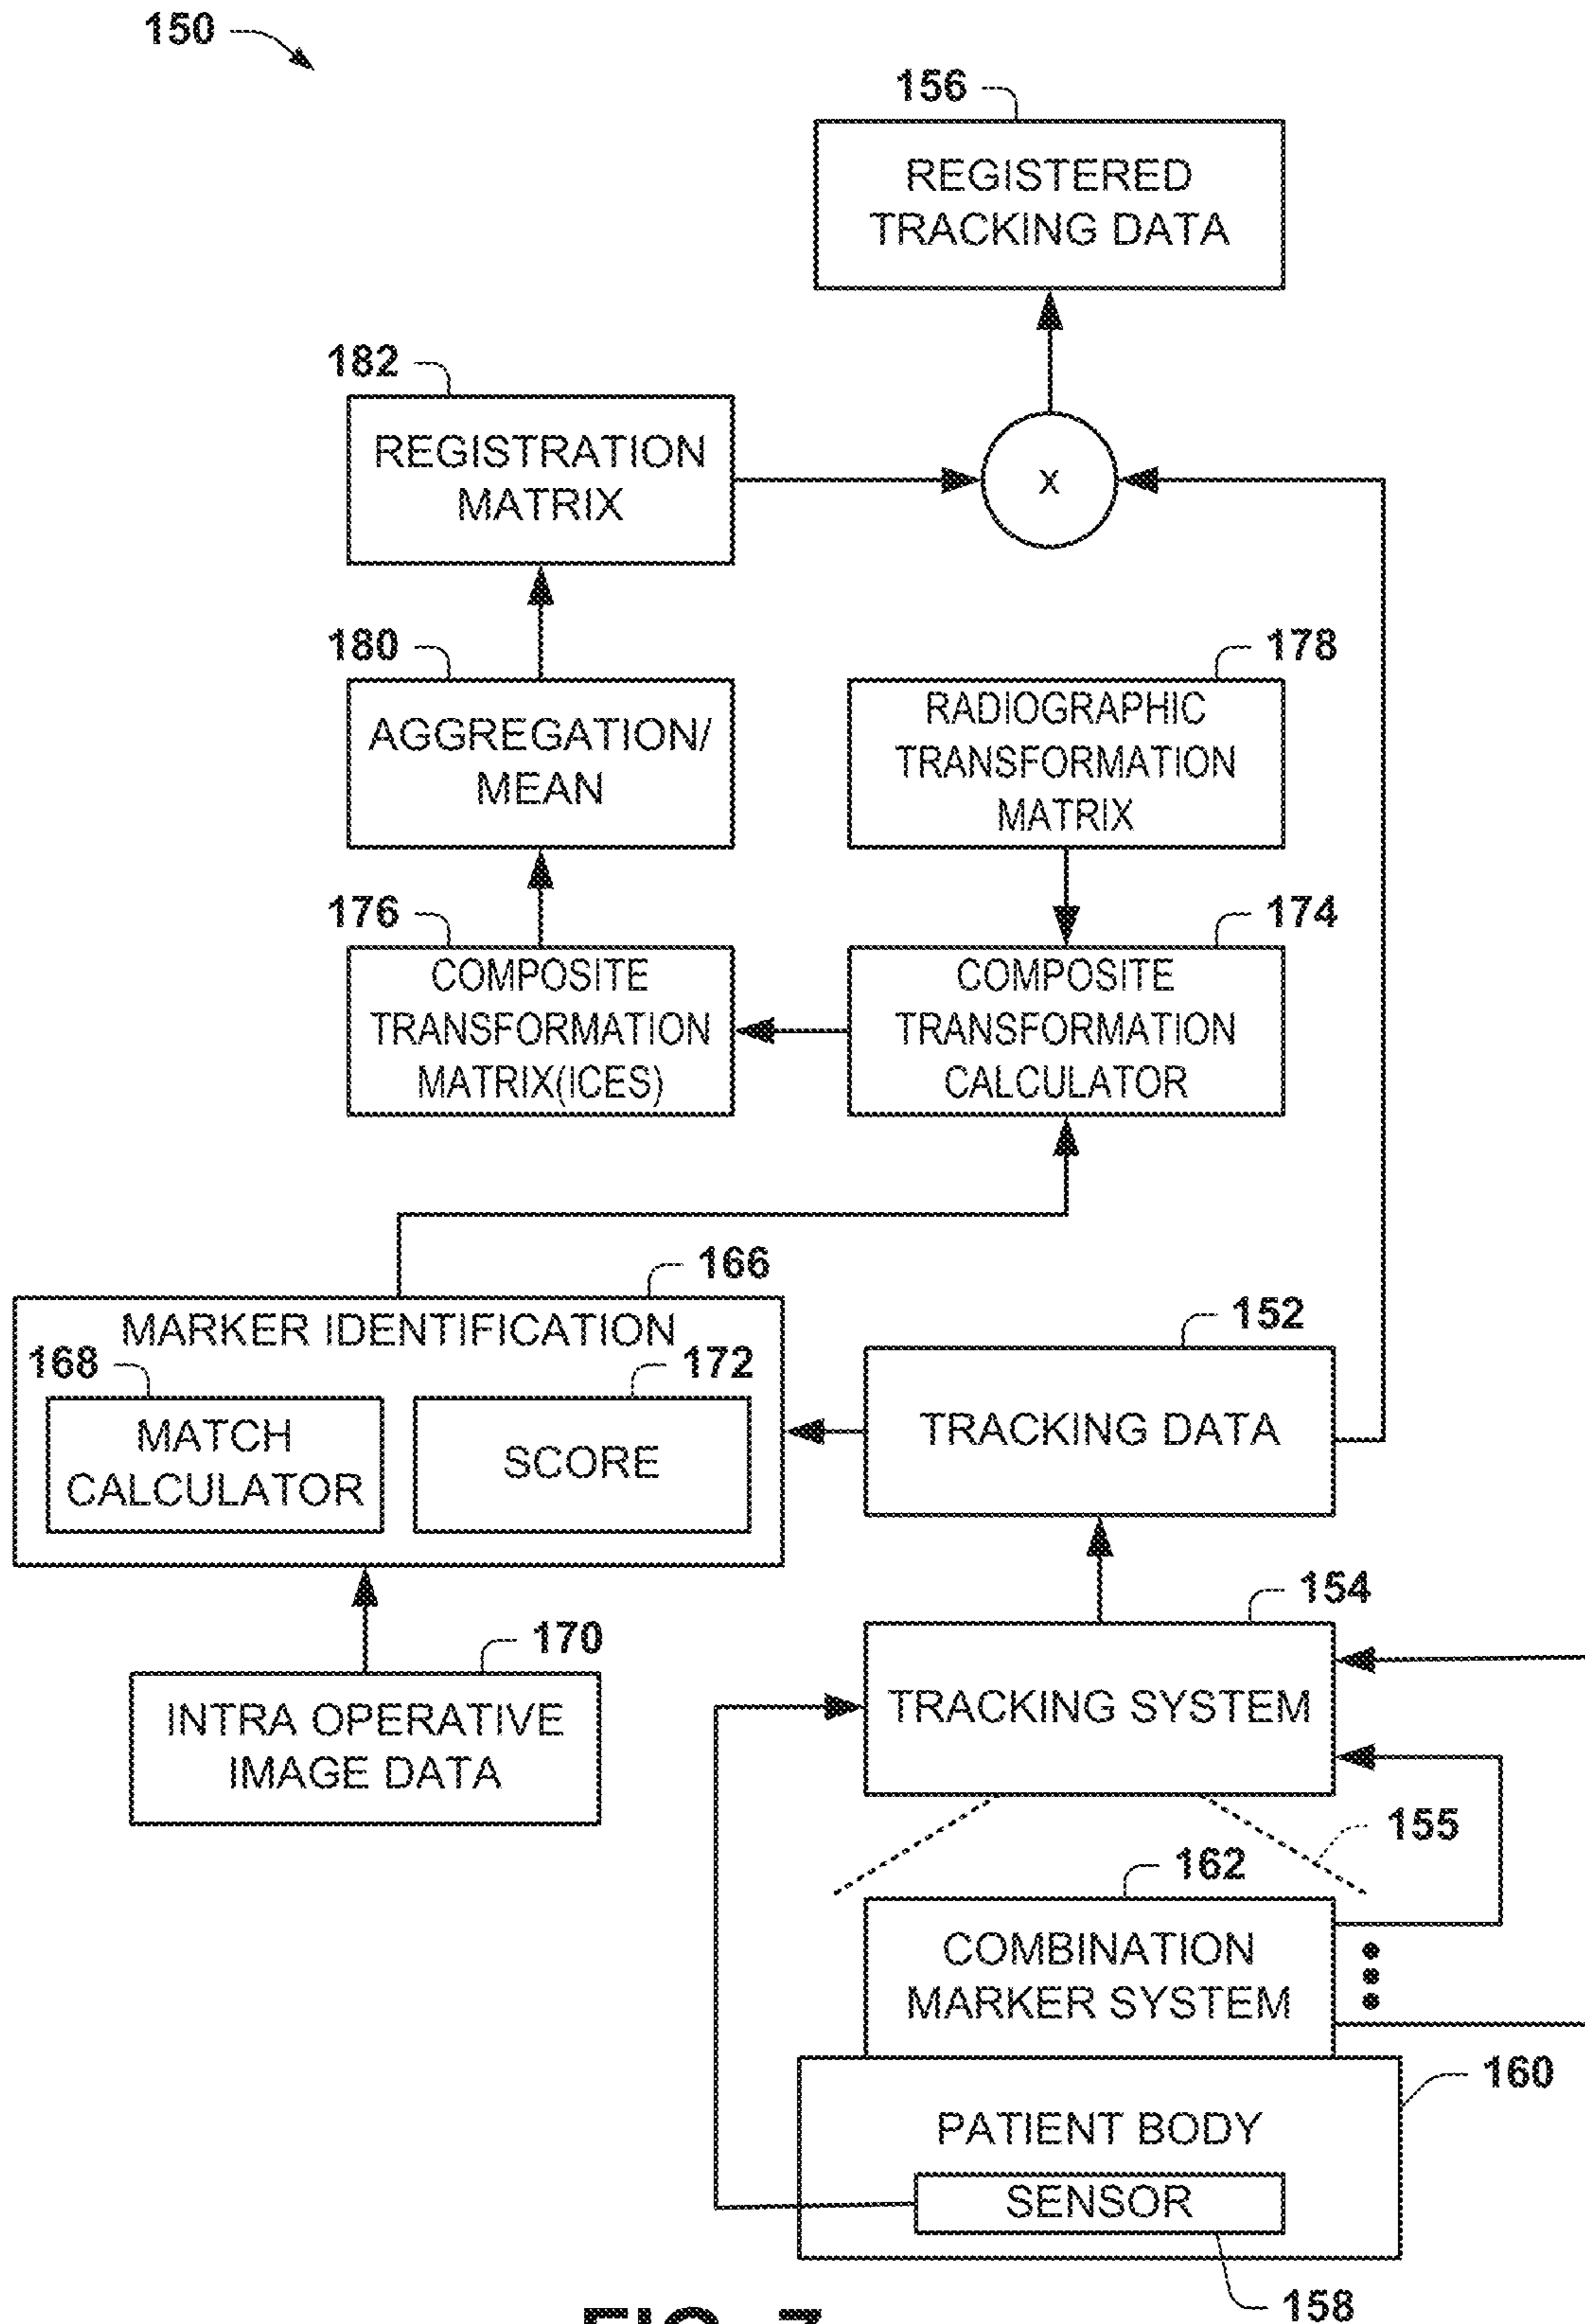 150
156
REGISTERED
TRACKING DATA
182
REGISTRATION
MATRIX
X
180
AGGREGATION/
MEAN
178
RADIOGRAPHIC
TRANSFORMATION
MATRIX
176
COMPOSITE
TRANSFORMATION
MATRIX(ICES)
174
COMPOSITE
TRANSFORMATION
CALCULATOR
166
MARKER IDENTIFICATION
168
MATCH
CALCULATOR
172
SCORE
152
TRACKING DATA
170
INTRA OPERATIVE
IMAGE DATA
154
TRACKING SYSTEM
155
162
COMBINATION
MARKER SYSTEM
160
PATIENT BODY
SENSOR
158
FIG.